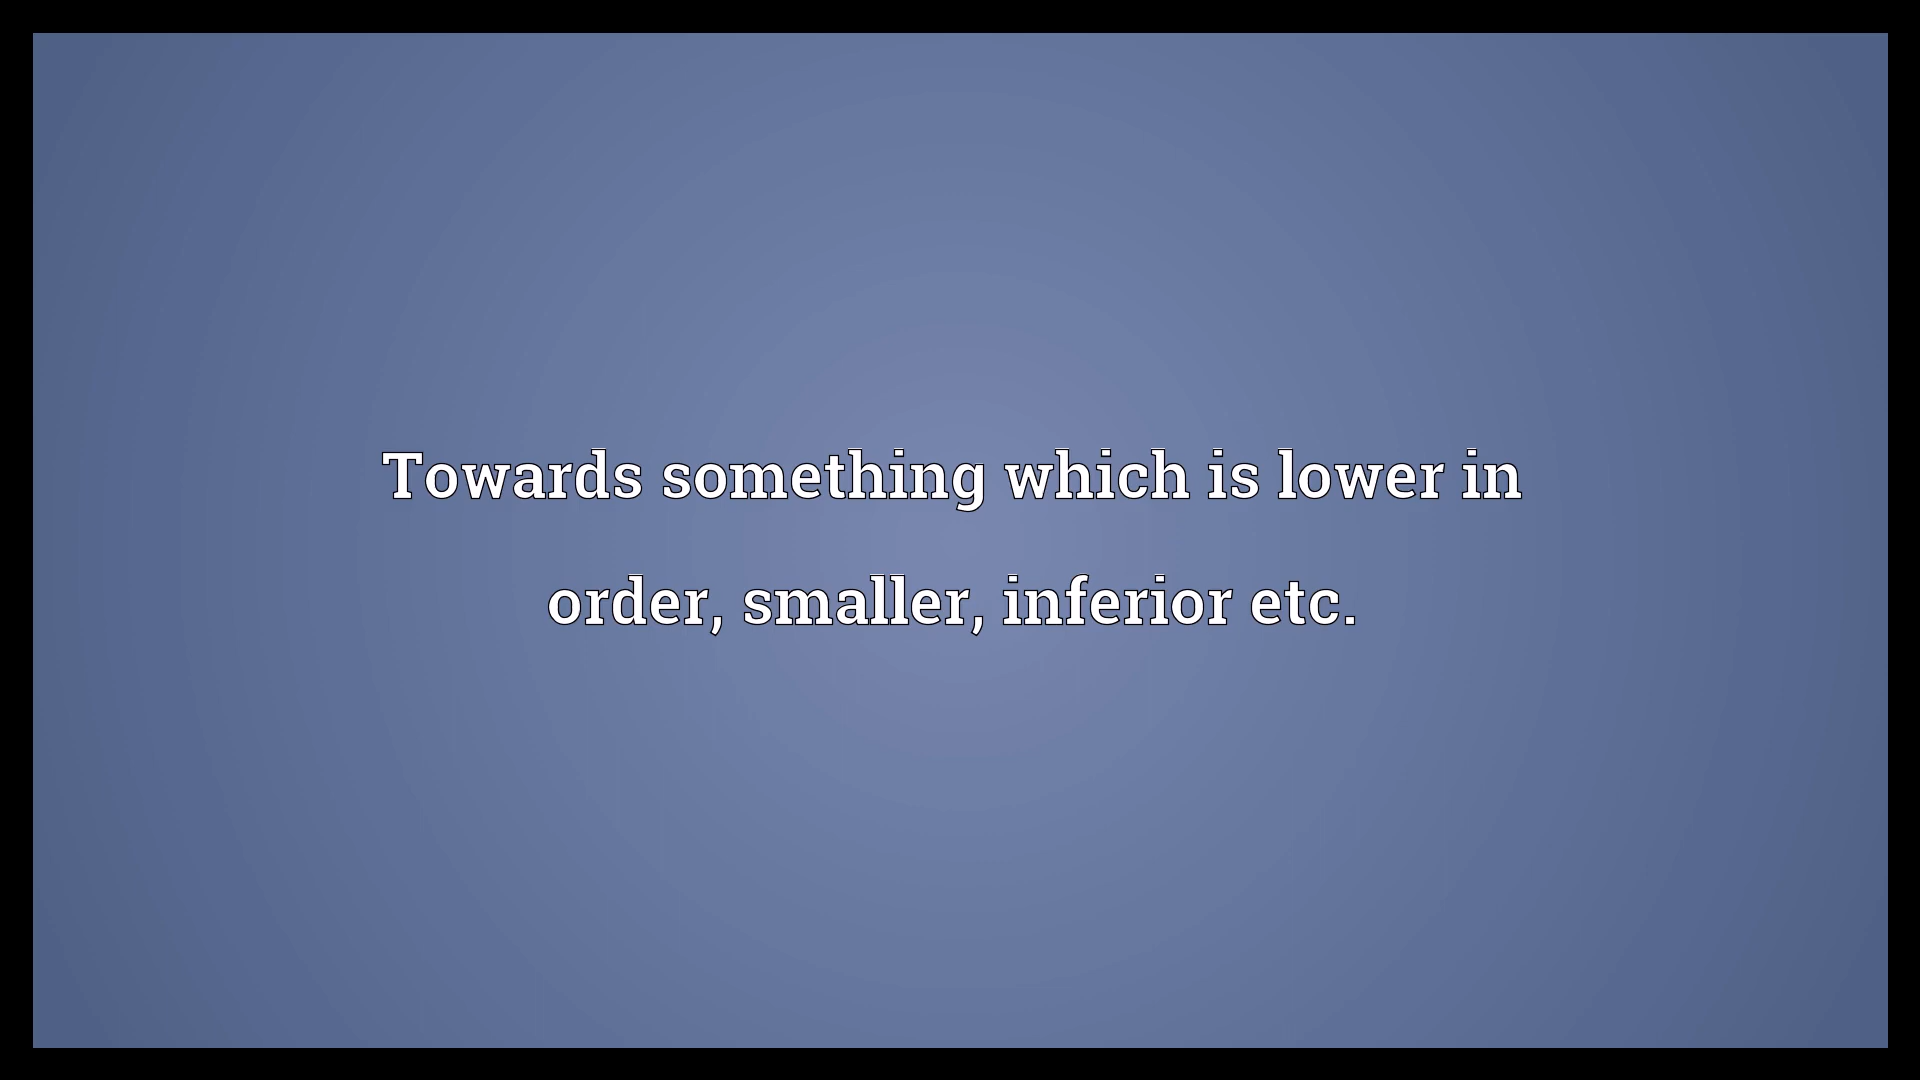 Towards something which is lower in
order, smaller, inferior etc.